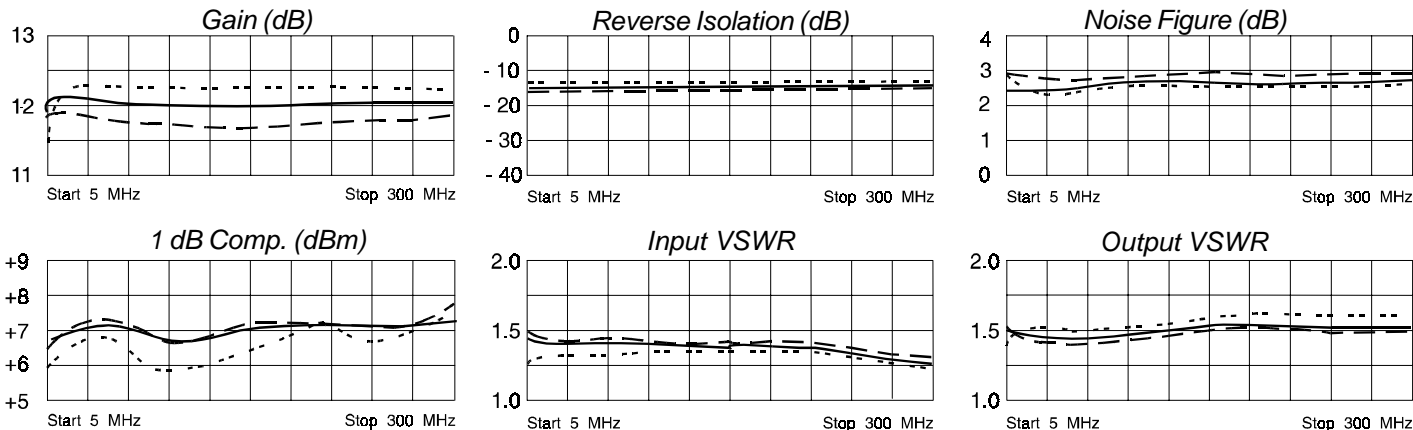 Gain (dB)
13
12
11
Start 5 MHz
Stop 300 MHz
Reverse Isolation (dB)
0
- 10
- 20
- 30
- 40
Start 5 MHz
Stop 300 MHz
Noise Figure (dB)
4
3
2
1
0
Start 5 MHz
Stop 300 MHz
1 dB Comp. (dBm)
+9
+8
+7
+6
+5
Start 5 MHz
Stop 300 MHz
Input VSWR
2.0
1.5
1.0
Start 5 MHz
Stop 300 MHz
Output VSWR
2.0
1.5
1.0
Start 5 MHz
Stop 300 MHz